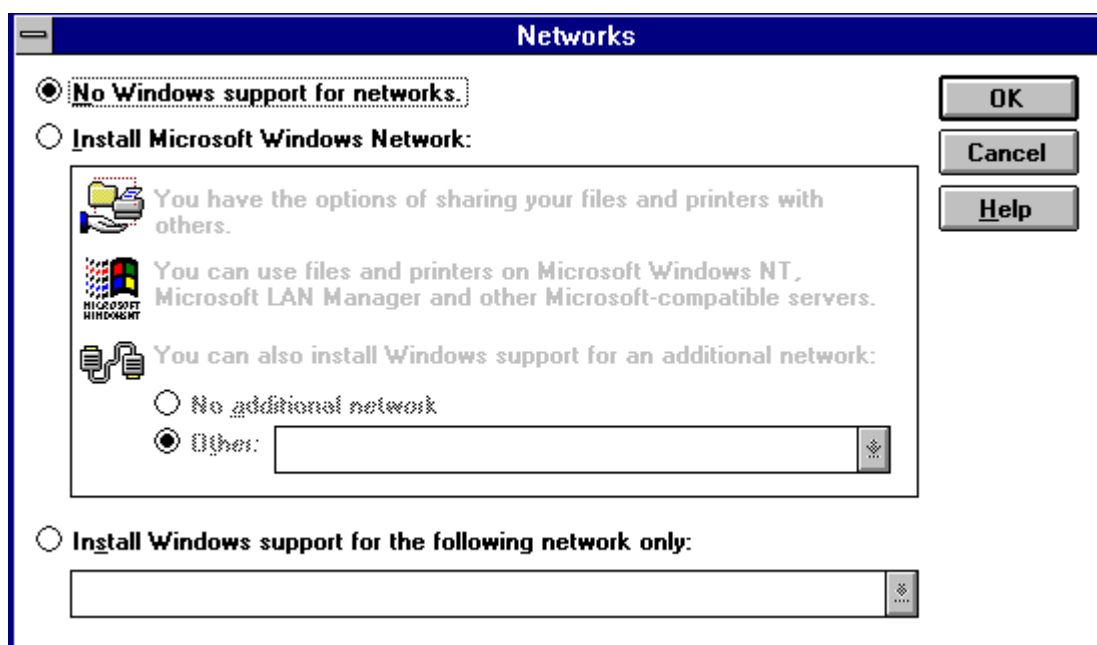 Networks
No Windows support for networks.
Install Microsoft Windows Network:
You have the options of sharing your files and printers with
others.
You can use files and printers on Microsoft Windows NT,
Microsoft LAN Manager and other Microsoft-compatible servers.
MICROSOFT
WINDOWS NT
You can also install Windows support for an additional network:
No additional network
Other:
Install Windows support for the following network only:
OK
Cancel
Help